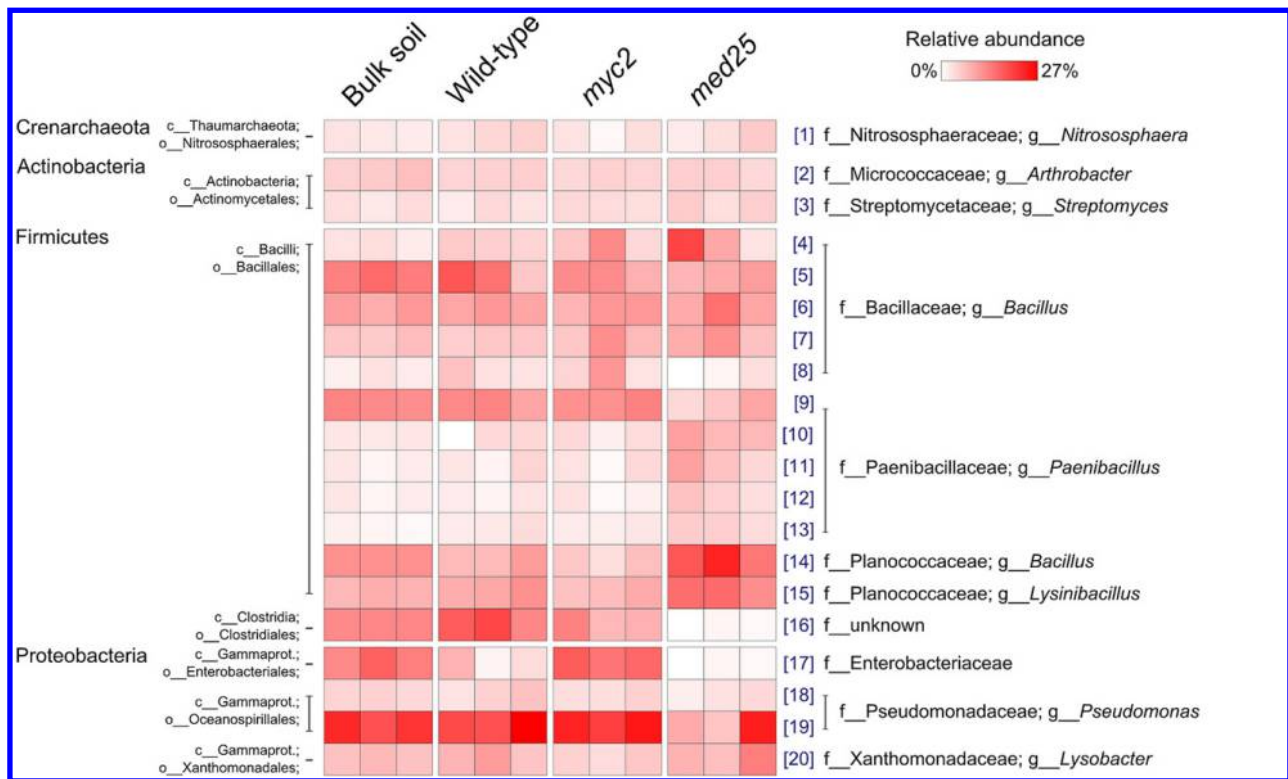 Bulk soil
Wild-type
myc2
med25
Relative abundance
0% 27%
Crenarchaeota
c__Thaumarchaeota;
o__Nitrososphaerales;
[1] f__Nitrososphaeraceae; g__Nitrososphaera
Actinobacteria
c__Actinobacteria;
o__Actinomycetales;
[2] f__Micrococcaceae; g__Arthrobacter
[3] f__Streptomycetaceae; g__Streptomyces
Firmicutes
c__Bacilli;
o__Bacillales;
[4]
[5]
[6] f__Bacillaceae; g__Bacillus
[7]
[8]
[9]
[10]
[11] f__Paenibacillaceae; g__Paenibacillus
[12]
[13]
[14] f__Planococcaceae; g__Bacillus
[15] f__Planococcaceae; g__Lysinibacillus
c__Clostridia;
o__Clostridiales;
[16] f__unknown
Proteobacteria
c__Gammaprot.;
o__Enterobacteriales;
[17] f__Enterobacteriaceae
c__Gammaprot.;
o__Oceanospirillales;
[18]
f__Pseudomonadaceae; g__Pseudomonas
[19]
c__Gammaprot.;
o__Xanthomonadales;
[20] f__Xanthomonadaceae; g__Lysobacter